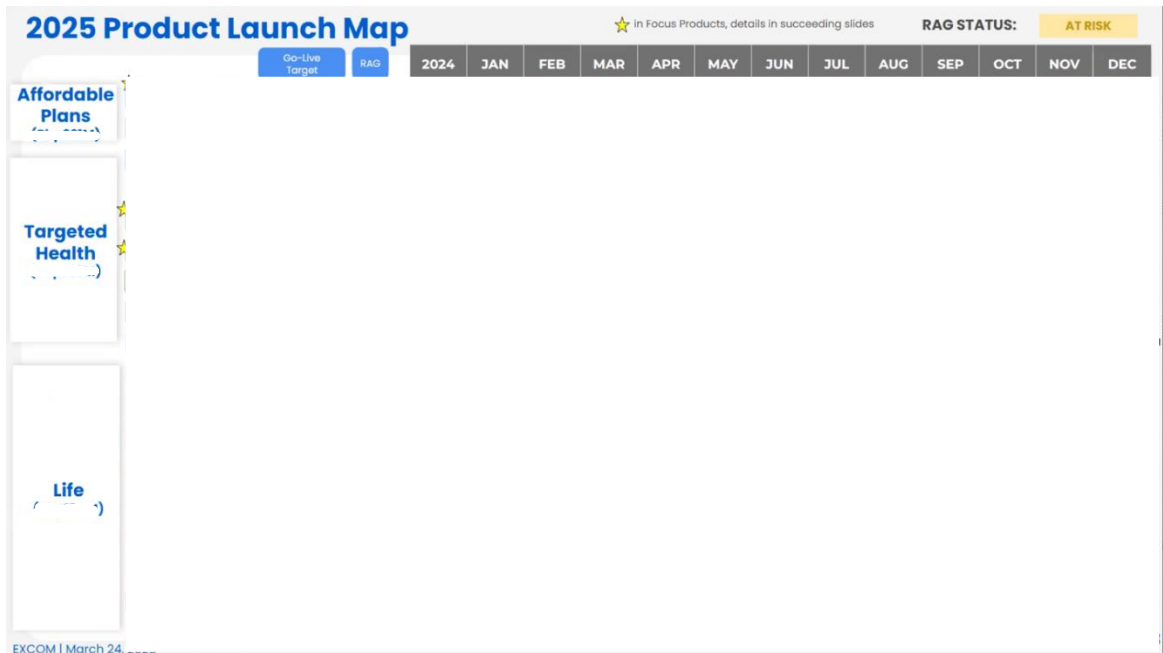 2025 Product Launch Map
in Focus Products, details in succeeding slides
RAG STATUS:
AT RISK
Go-Live
Target
RAG
2024 JAN FEB MAR APR MAY JUN JUL AUG SEP OCT NOV DEC
Affordable
Plans
Targeted
Health
Life
EXCOM | March 24,